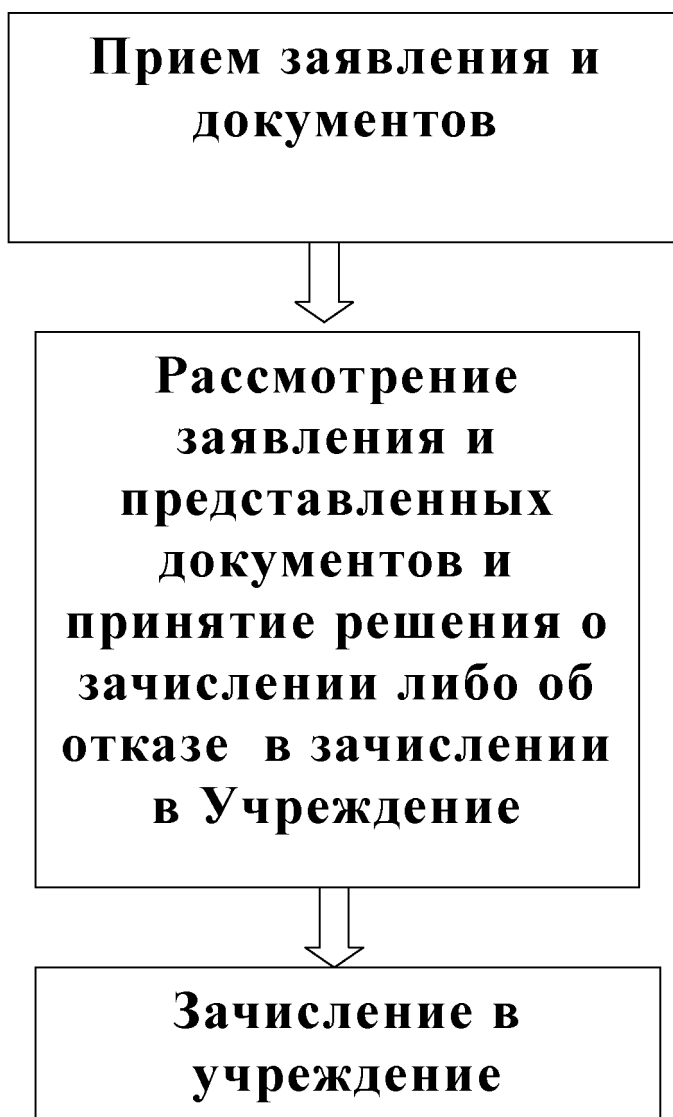 Прием заявления и
документов
Рассмотрение
заявления и
представленных
документов и
принятие решения о
зачислении либо об
отказе  в зачислении
в Учреждение
Зачисление в
учреждение